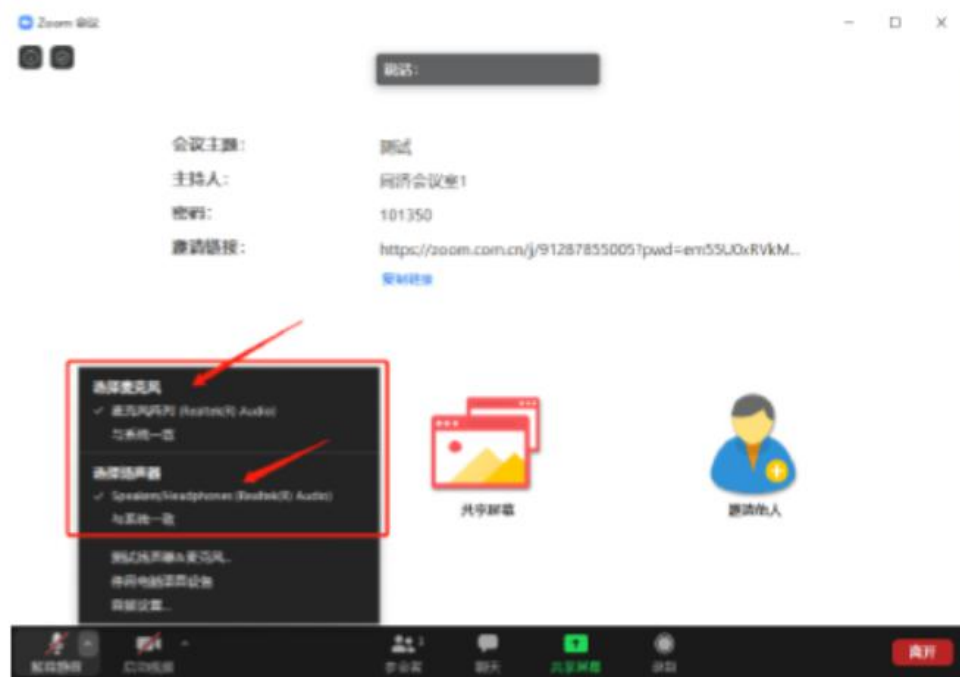 Zoom 会议
说话：
会议主题： 测试
主持人： 同济会议室1
密码： 101350
邀请链接： https://zoom.com.cn/j/91287855005?pwd=em55U0xRVkM...
复制链接
选择麦克风
✓ 麦克风阵列 (Realtek(R) Audio)
与系统一致
选择扬声器
✓ Speakers/Headphones (Realtek(R) Audio)
与系统一致
测试扬声器&麦克风...
停用电脑语音设备
音频设置...
共享屏幕
邀请他人
解除静音
启动视频
参会者
1
聊天
共享屏幕
录制
离开